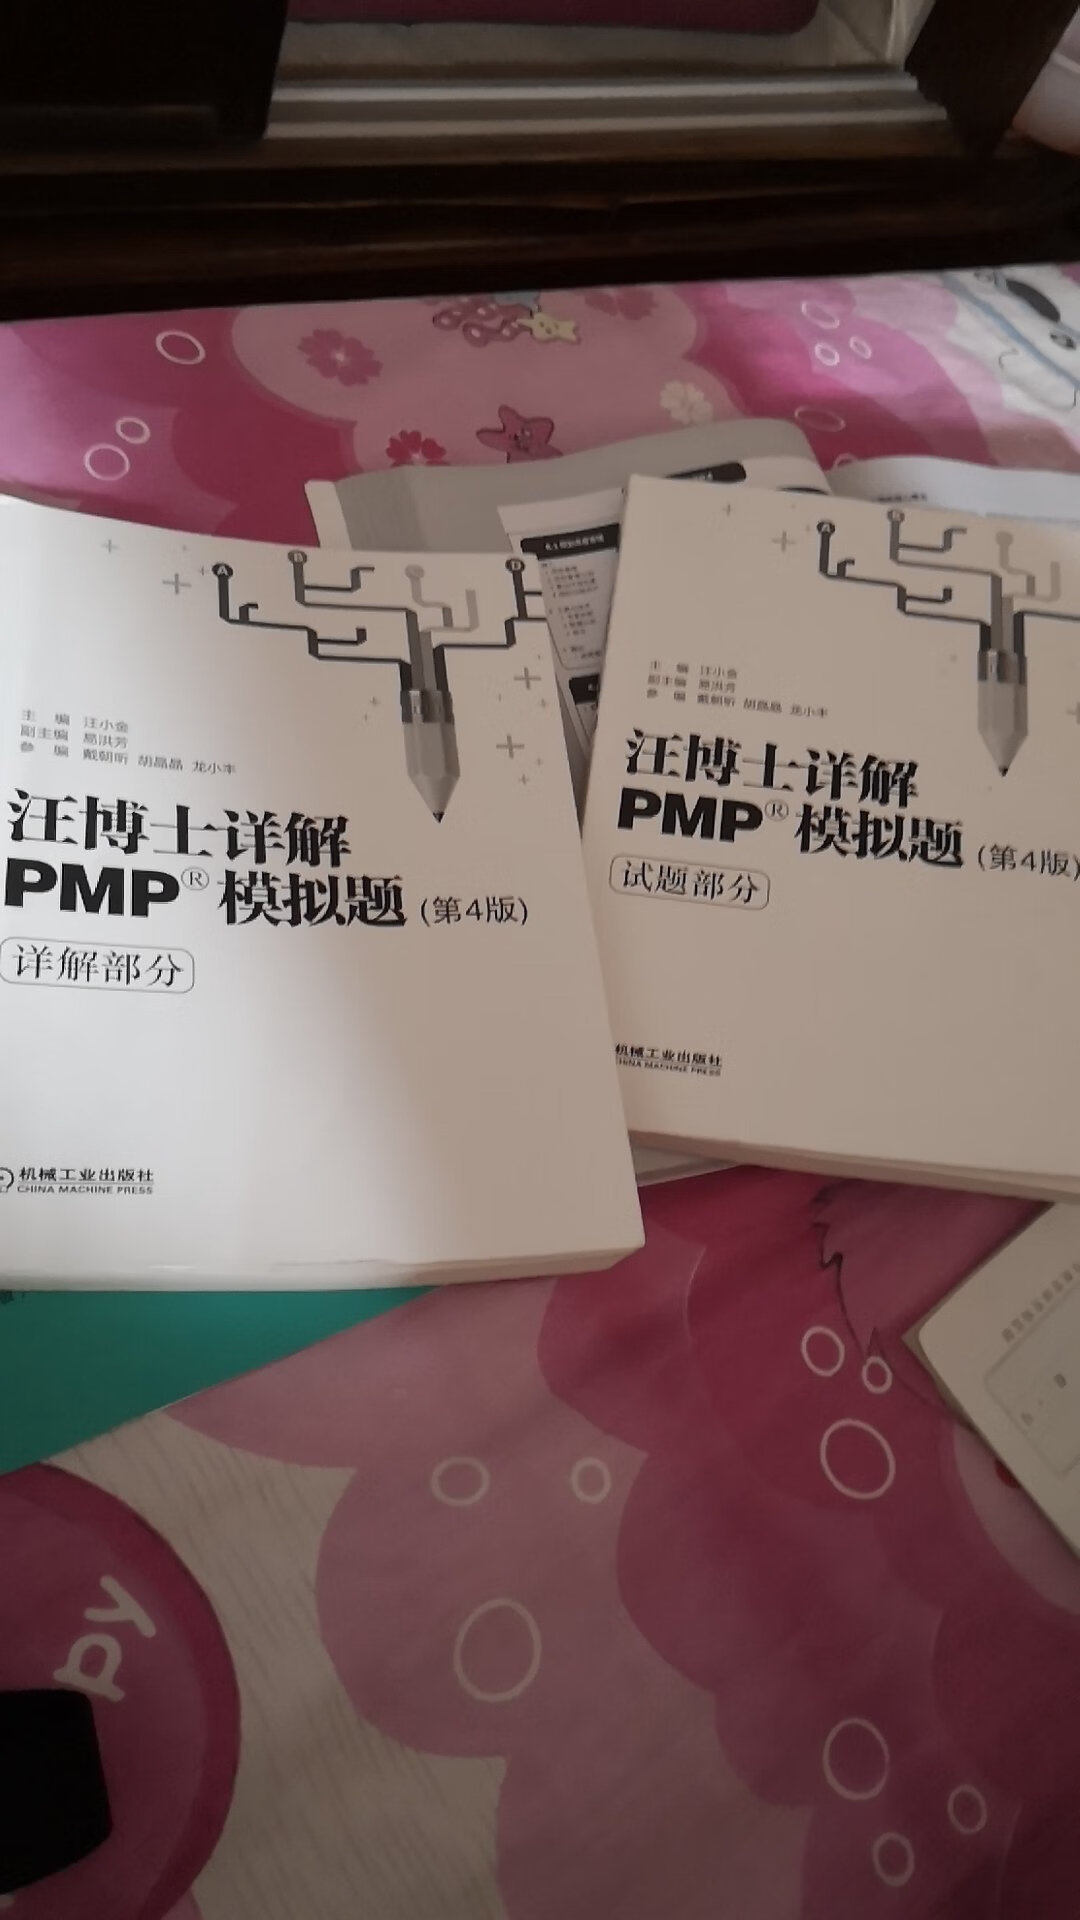 主 编 汪小金
副主编 易洪芳
参 编 戴朝昕 胡晶晶 龙小丰
汪博士详解
PMP®模拟题(第4版)
详解部分
机械工业出版社
CHINA MACHINE PRESS
A
B
D
主 编 汪小金
副主编 易洪芳
参 编 戴朝昕 胡晶晶 龙小丰
汪博士详解
PMP®模拟题(第4版)
试题部分
机械工业出版社
CHINA MACHINE PRESS
A
B
py